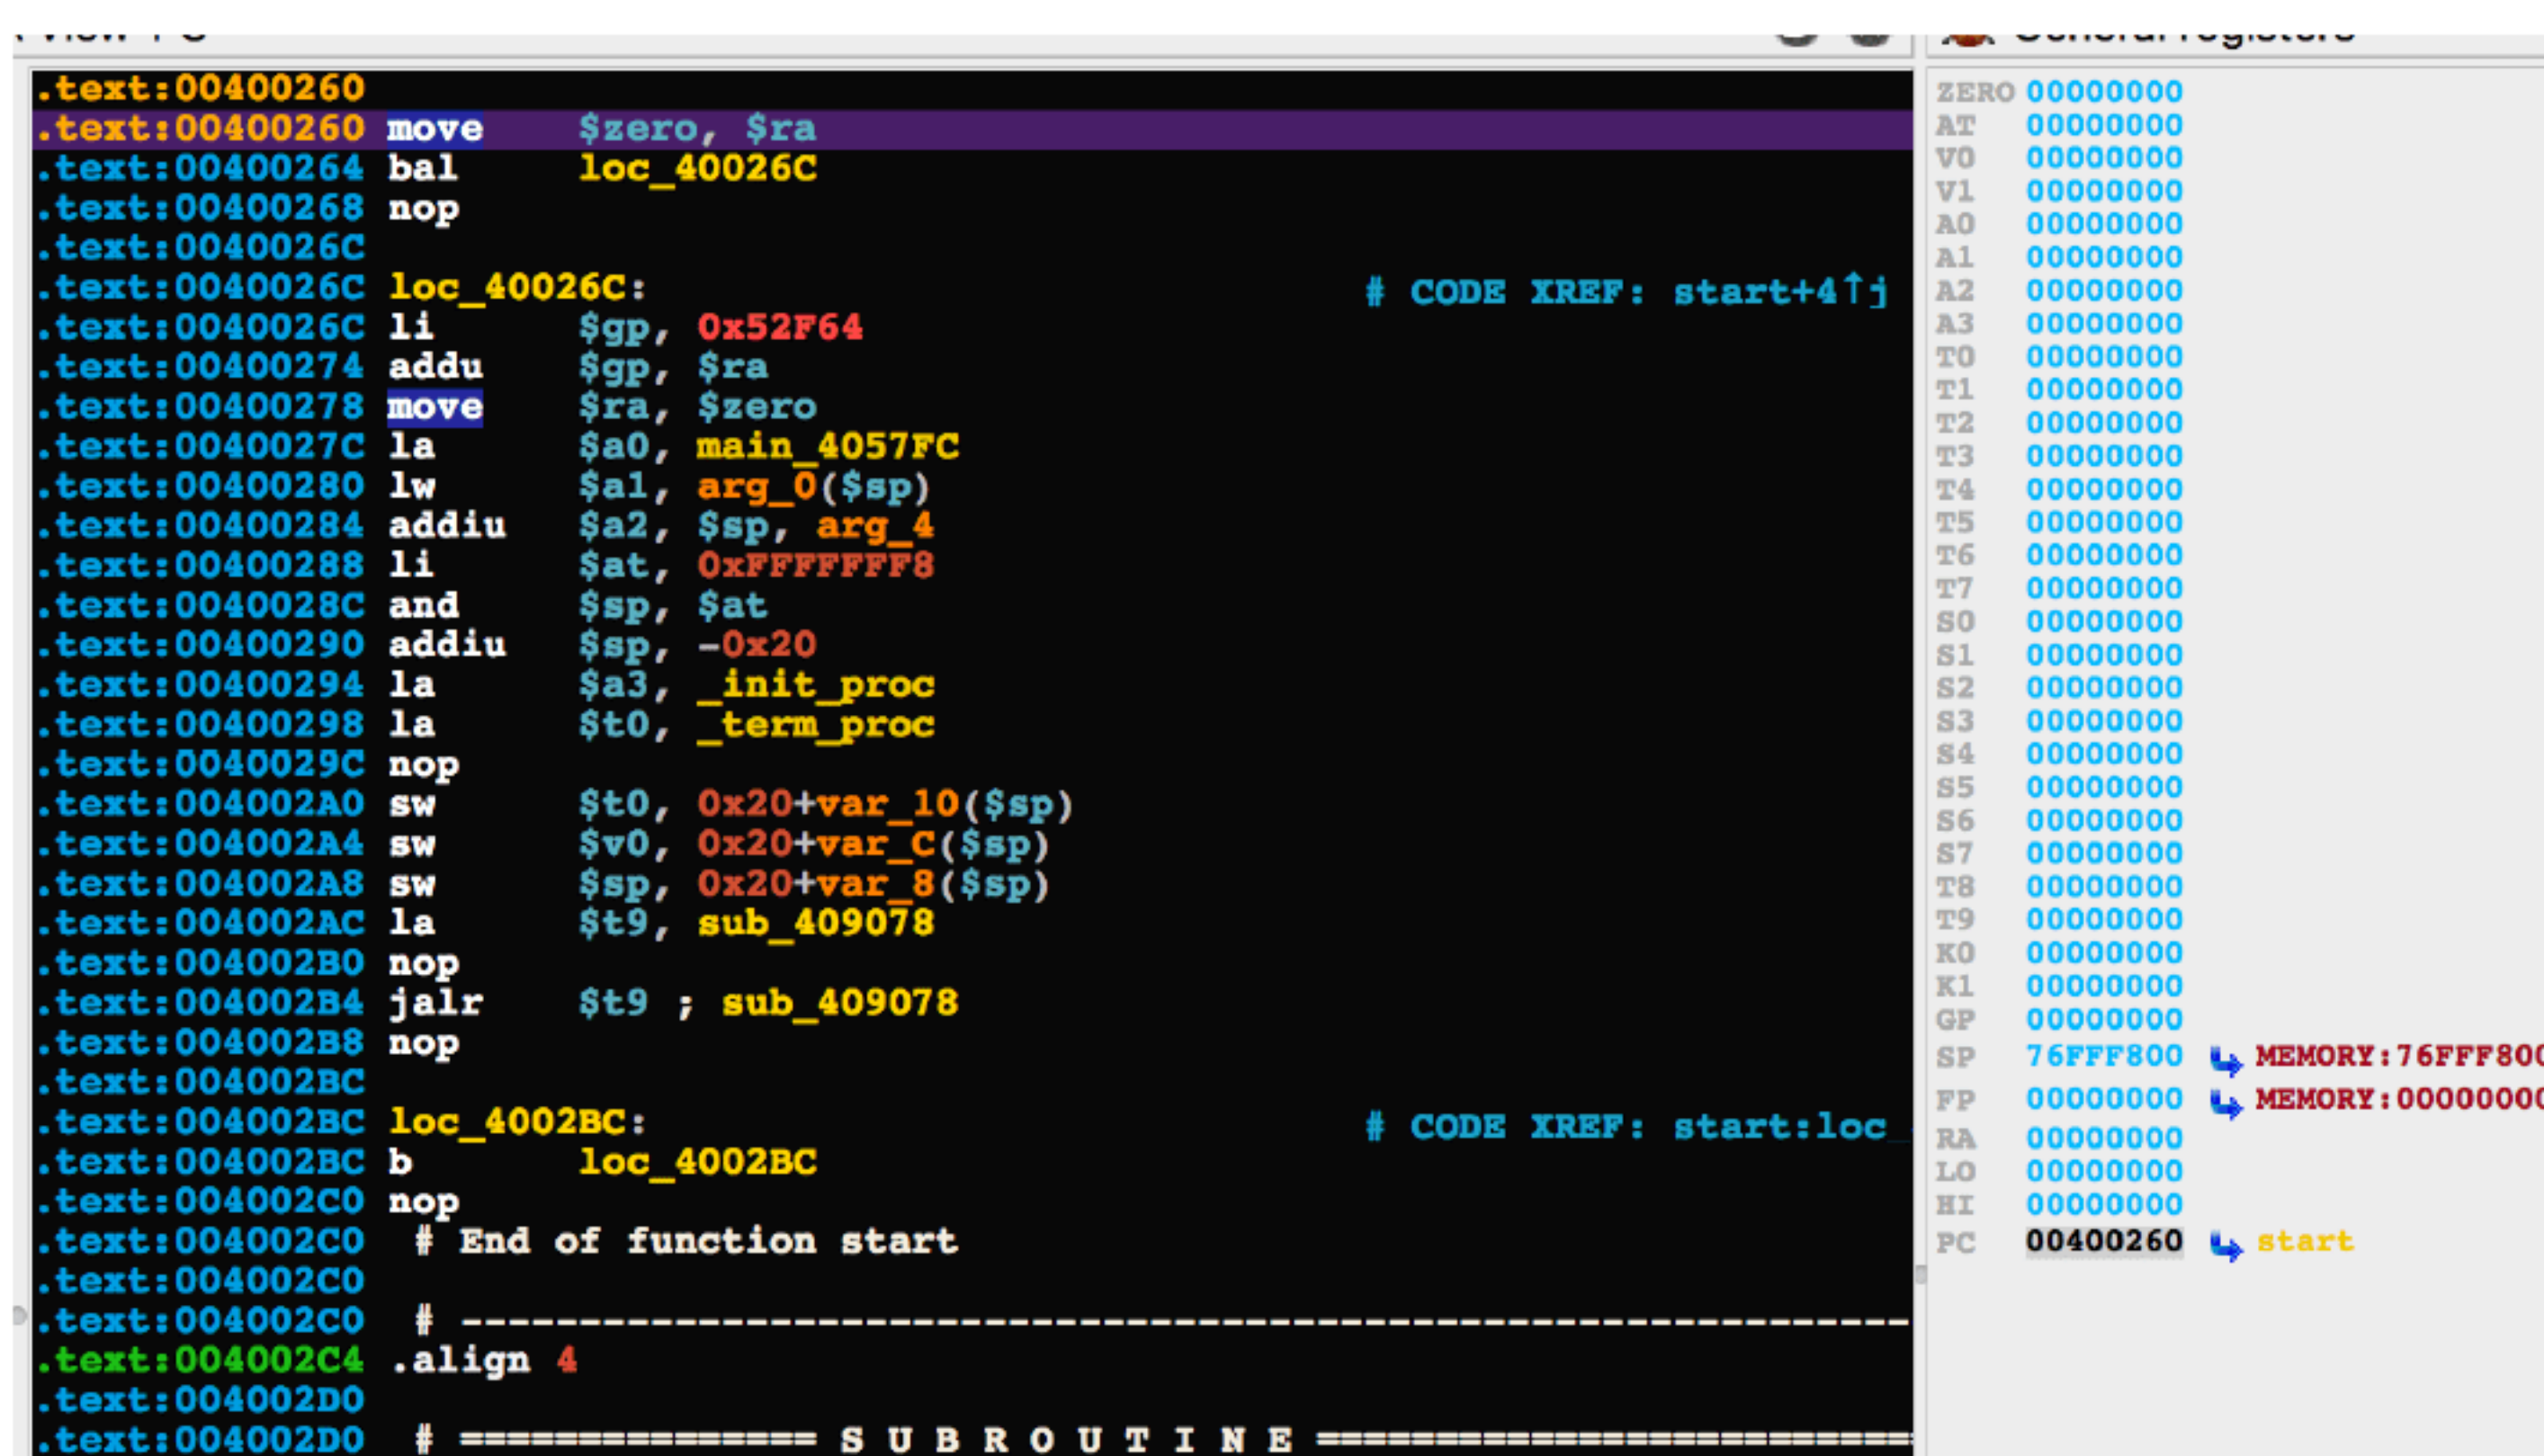 General registers
.text:00400260
.text:00400260 move $zero, $ra
.text:00400264 bal loc_40026C
.text:00400268 nop
.text:0040026C
.text:0040026C loc_40026C: # CODE XREF: start+4↑j
.text:0040026C li $gp, 0x52F64
.text:00400274 addu $gp, $ra
.text:00400278 move $ra, $zero
.text:0040027C la $a0, main_4057FC
.text:00400280 lw $a1, arg_0($sp)
.text:00400284 addiu $a2, $sp, arg_4
.text:00400288 li $at, 0xFFFFFFF8
.text:0040028C and $sp, $at
.text:00400290 addiu $sp, -0x20
.text:00400294 la $a3, _init_proc
.text:00400298 la $t0, _term_proc
.text:0040029C nop
.text:004002A0 sw $t0, 0x20+var_10($sp)
.text:004002A4 sw $v0, 0x20+var_C($sp)
.text:004002A8 sw $sp, 0x20+var_8($sp)
.text:004002AC la $t9, sub_409078
.text:004002B0 nop
.text:004002B4 jalr $t9 ; sub_409078
.text:004002B8 nop
.text:004002BC
.text:004002BC loc_4002BC: # CODE XREF: start:loc_
.text:004002BC b loc_4002BC
.text:004002C0 nop
.text:004002C0 # End of function start
.text:004002C0
.text:004002C0 # -------------------------------------------------------------
.text:004002C4 .align 4
.text:004002D0
.text:004002D0 # =============== S U B R O U T I N E =========================
ZERO 00000000
AT 00000000
V0 00000000
V1 00000000
A0 00000000
A1 00000000
A2 00000000
A3 00000000
T0 00000000
T1 00000000
T2 00000000
T3 00000000
T4 00000000
T5 00000000
T6 00000000
T7 00000000
S0 00000000
S1 00000000
S2 00000000
S3 00000000
S4 00000000
S5 00000000
S6 00000000
S7 00000000
T8 00000000
T9 00000000
K0 00000000
K1 00000000
GP 00000000
SP 76FFF800 MEMORY:76FFF800
FP 00000000 MEMORY:00000000
RA 00000000
LO 00000000
HI 00000000
PC 00400260 start